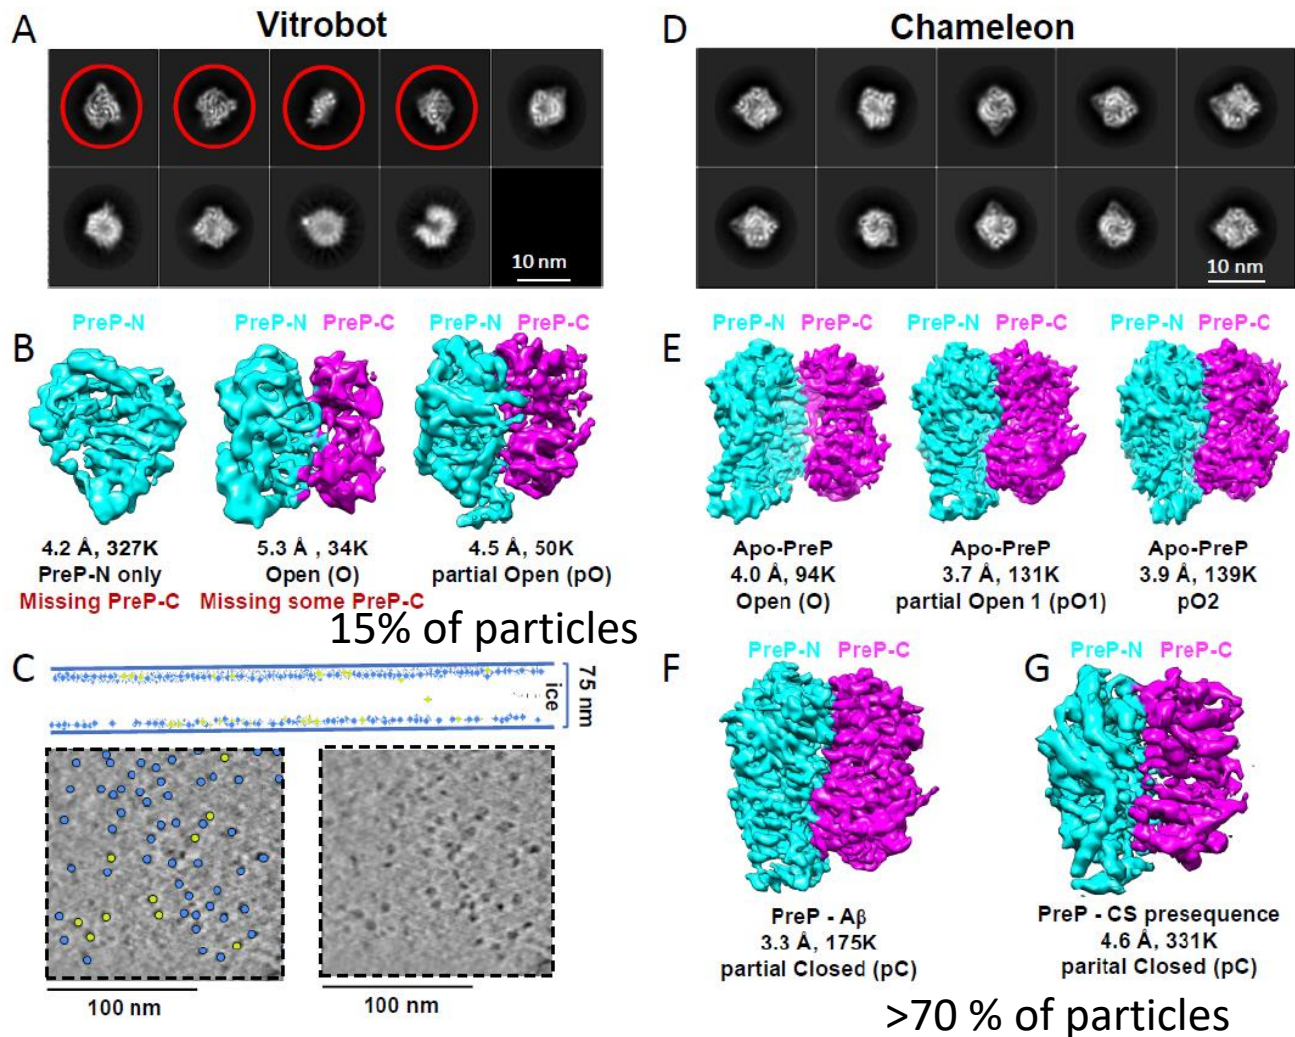 A
Vitrobot
10 nm
B
PreP-N
PreP-N PreP-C
PreP-N PreP-C
4.2 Å, 327K
PreP-N only
Missing PreP-C
5.3 Å , 34K
Open (O)
Missing some PreP-C
4.5 Å, 50K
partial Open (pO)
15% of particles
C
ice
75 nm
100 nm
100 nm
D
Chameleon
10 nm
E
PreP-N PreP-C
PreP-N PreP-C
PreP-C
Apo-PreP
4.0 Å, 94K
Open (O)
Apo-PreP
3.7 Å, 131K
partial Open 1 (pO1)
Apo-PreP
3.9 Å, 139K
pO2
F
PreP-N PreP-C
PreP - Aβ
3.3 Å, 175K
partial Closed (pC)
G
PreP-N PreP-C
PreP - CS presequence
4.6 Å, 331K
parital Closed (pC)
>70 % of particles